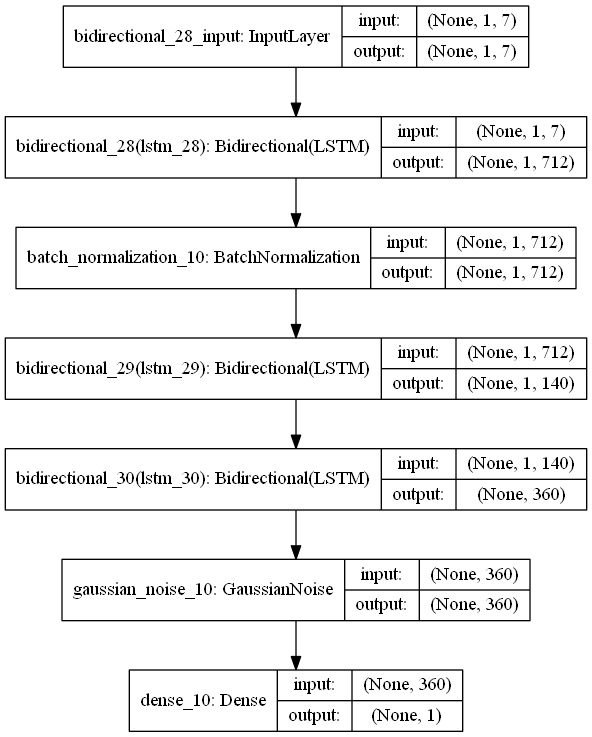 bidirectional_28_input: InputLayer
input: (None, 1, 7)
output: (None, 1, 7)
bidirectional_28(lstm_28): Bidirectional(LSTM)
input: (None, 1, 7)
output: (None, 1, 712)
batch_normalization_10: BatchNormalization
input: (None, 1, 712)
output: (None, 1, 712)
bidirectional_29(lstm_29): Bidirectional(LSTM)
input: (None, 1, 712)
output: (None, 1, 140)
bidirectional_30(lstm_30): Bidirectional(LSTM)
input: (None, 1, 140)
output: (None, 360)
gaussian_noise_10: GaussianNoise
input: (None, 360)
output: (None, 360)
dense_10: Dense
input: (None, 360)
output: (None, 1)